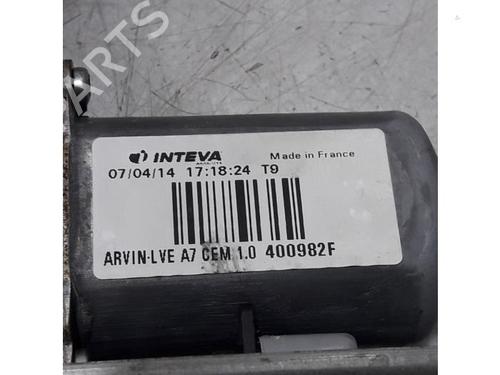 ARTS
INTEVA
Made in France
07/04/14 17:18:24 T9
ARVIN-LVE A7 CEM 1.0 400982F